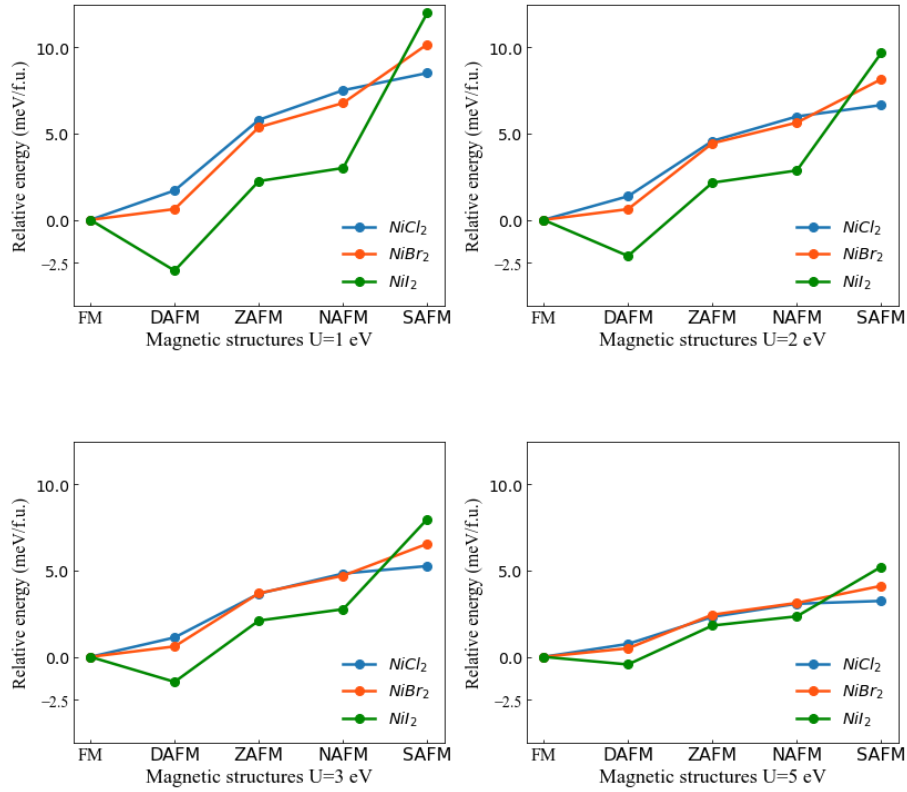 Relative energy (meV/f.u.)
10.0
5.0
0.0
−2.5
NiCl2
NiBr2
NiI2
FM DAFM ZAFM NAFM SAFM
Magnetic structures U=1 eV
Relative energy (meV/f.u.)
10.0
5.0
0.0
−2.5
NiCl2
NiBr2
NiI2
FM DAFM ZAFM NAFM SAFM
Magnetic structures U=2 eV
Relative energy (meV/f.u.)
10.0
5.0
0.0
−2.5
NiCl2
NiBr2
NiI2
FM DAFM ZAFM NAFM SAFM
Magnetic structures U=3 eV
Relative energy (meV/f.u.)
10.0
5.0
0.0
−2.5
NiCl2
NiBr2
NiI2
FM DAFM ZAFM NAFM SAFM
Magnetic structures U=5 eV